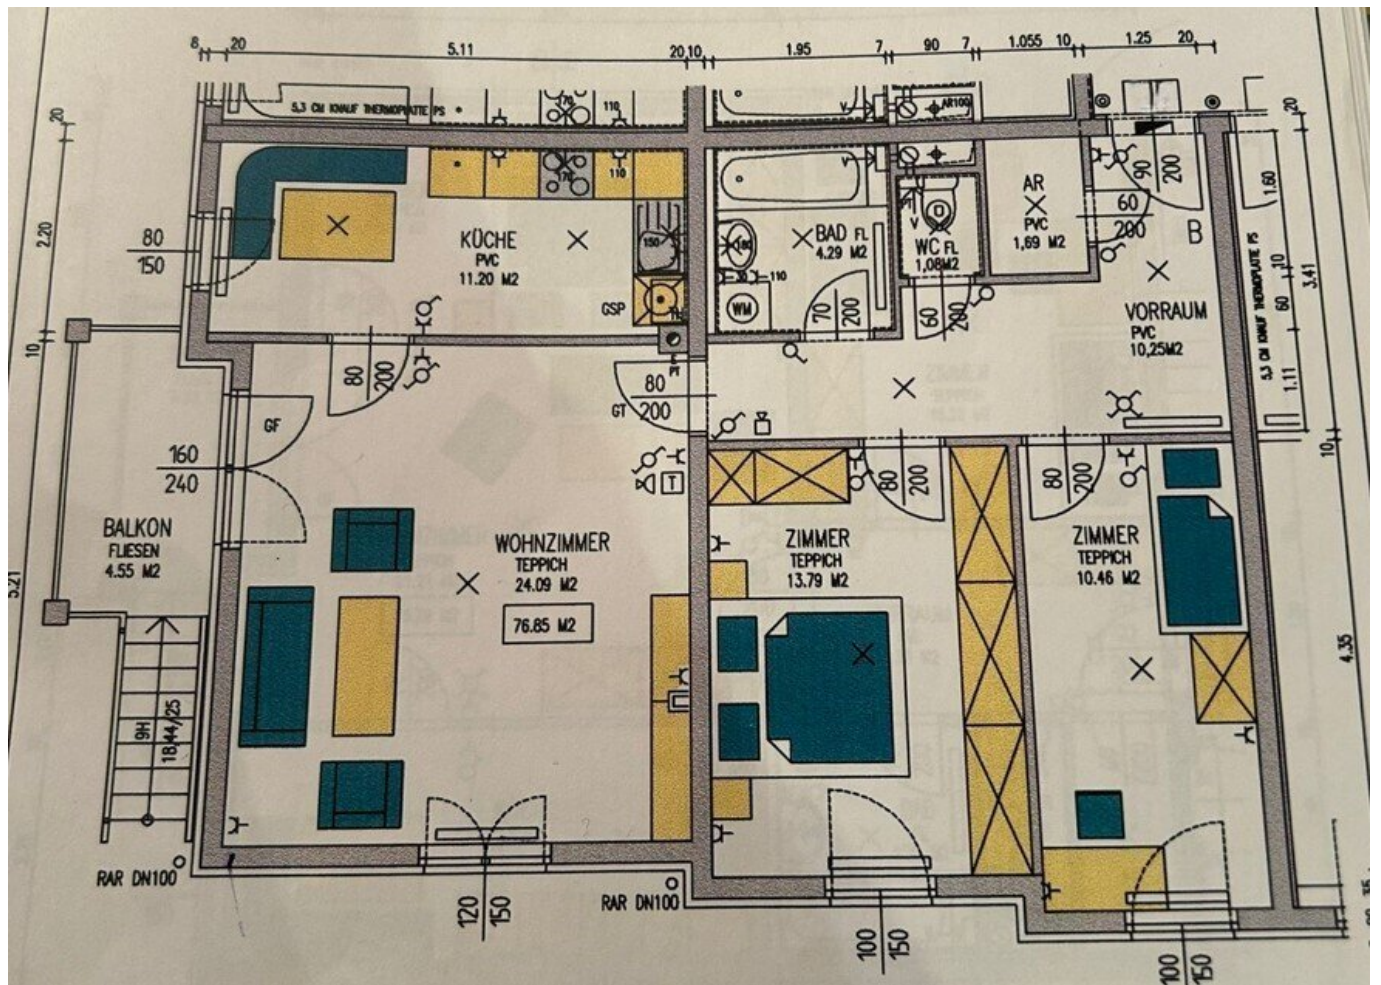 8
20
5.11
20
10
1.95
7
90
7
1.055
10
1.25
20
5,3 CM KNAUF THERMOPLATTE PS
170
110
AR100
20
20
2.20
10
5.21
80
150
KÜCHE
PVC
11.20 M2
170
110
150
GSP
BAD FL
4.29 M2
110
WM
70
200
WC FL
1,08M2
60
200
AR
PVC
1,69 M2
60
200
90
200
B
VORRAUM
PVC
10,25M2
5,3 CM KNAUF THERMOPLATTE PS
1.60
10
60
1.11
3.41
10
4.35
80
200
80
200
GT
PT
GF
160
240
BALKON
FLIESEN
4.55 M2
9H
18.44/25
WOHNZIMMER
TEPPICH
24.09 M2
76.85 M2
T
80
200
ZIMMER
TEPPICH
13.79 M2
80
200
ZIMMER
TEPPICH
10.46 M2
RAR DN100
120
150
RAR DN100
100
150
100
150